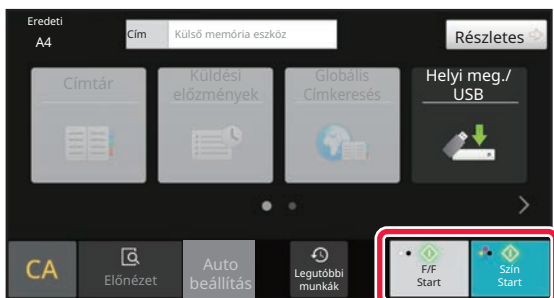 Eredeti
A4
Cím
Külső memória eszköz
Részletes
Címtár
Küldési
előzmények
Globális
Címkeresés
Helyi meg./
USB
CA
Előnézet
Auto
beállítás
Legutóbbi
munkák
F/F
Start
Szín
Start